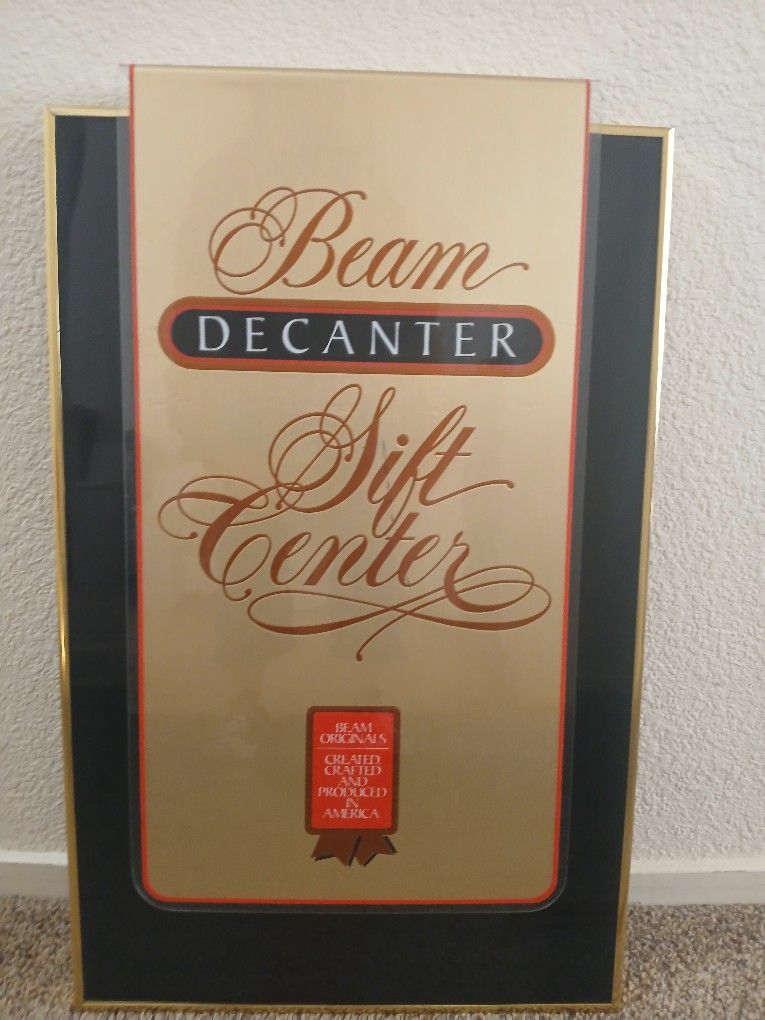 Beam
DECANTER
Gift
Center
BEAM
ORIGINALS
CREATED,
CRAFTED
AND
PRODUCED
IN
AMERICA